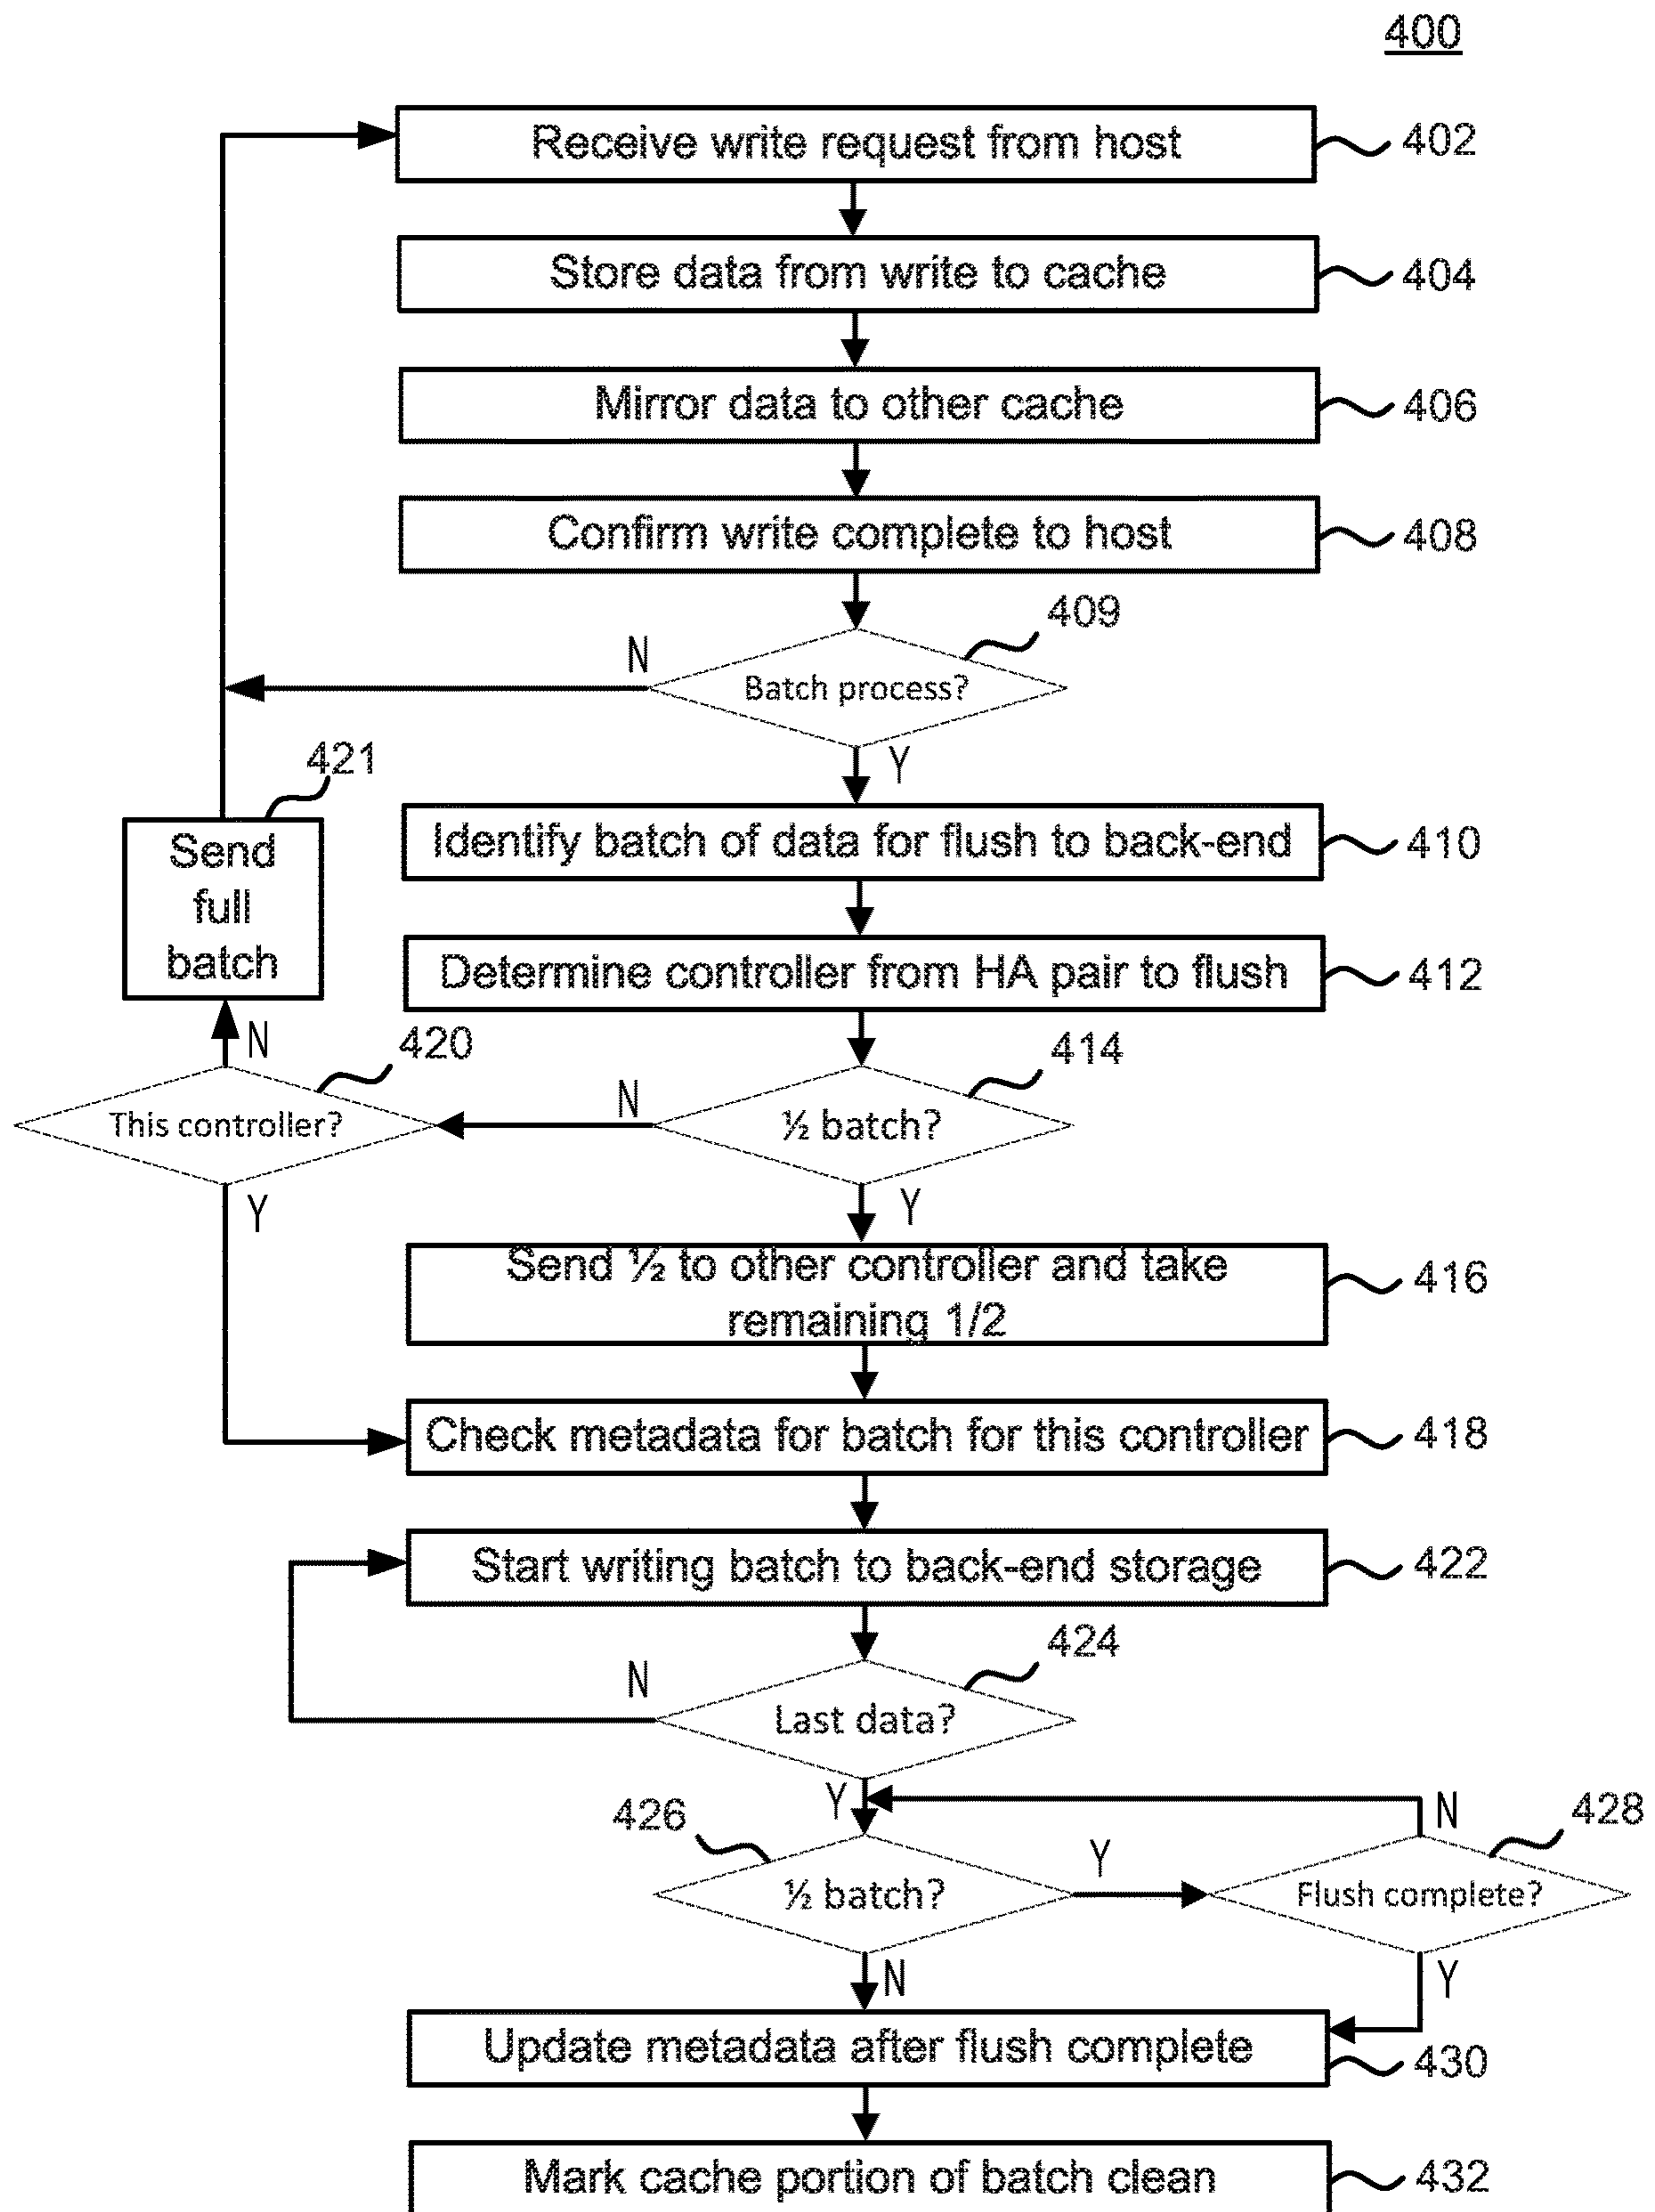 400
Receive write request from host
402
Store data from write to cache
404
Mirror data to other cache
406
Confirm write complete to host
408
409
N
Batch process?
Y
421
Send
full
batch
Identify batch of data for flush to back-end
410
Determine controller from HA pair to flush
412
N
420
414
This controller?
N
½ batch?
Y
Y
Send ½ to other controller and take
remaining 1/2
416
Check metadata for batch for this controller
418
Start writing batch to back-end storage
422
424
N
Last data?
Y
N
426
428
½ batch?
Y
Flush complete?
N
Y
Update metadata after flush complete
430
Mark cache portion of batch clean
432